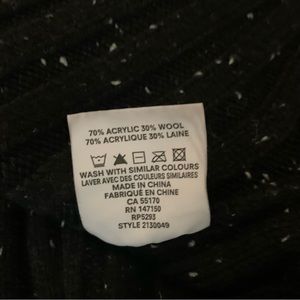 70% ACRYLIC 30% WOOL
70% ACRYLIQUE 30% LAINE
WASH WITH SIMILAR COLOURS
LAVER AVEC DES COULEURS SIMILAIRES
MADE IN CHINA
FABRIQUÉ EN CHINE
CA 55170
RN 147150
RP5293
STYLE 2130049